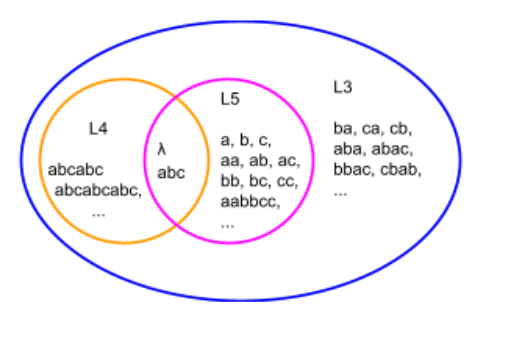 L4
abcabc
abcabcabc,
...
λ
abc
L5
a, b, c,
aa, ab, ac,
bb, bc, cc,
aabbcc,
...
L3
ba, ca, cb,
aba, abac,
bbac, cbab,
...